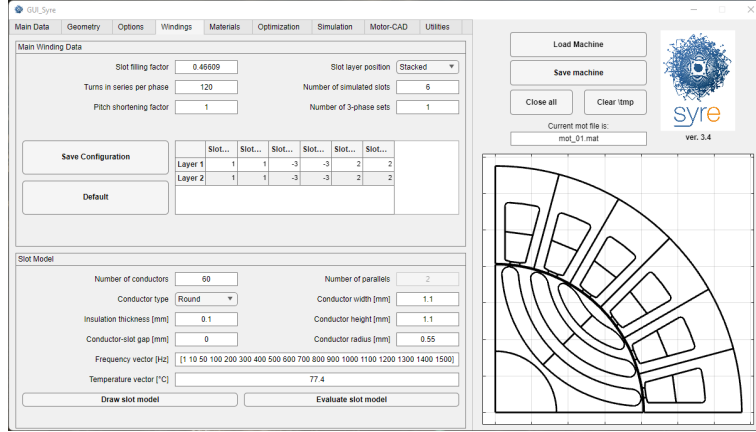 GUI_Syre
Main Data Geometry Options Windings Materials Optimization Simulation Motor-CAD Utilities
Main Winding Data
Slot filling factor 0.46609 Slot layer position Stacked
Turns in series per phase 120 Number of simulated slots 6
Pitch shortening factor 1 Number of 3-phase sets 1
Save Configuration
Default
Slot... Slot... Slot... Slot... Slot... Slot...
Layer 1 1 1 -3 -3 2 2
Layer 2 1 1 -3 -3 2 2
Slot Model
Number of conductors 60 Number of parallels 2
Conductor type Round Conductor width [mm] 1.1
Insulation thickness [mm] 0.1 Conductor height [mm] 1.1
Conductor-slot gap [mm] 0 Conductor radius [mm] 0.55
Frequency vector [Hz] [1 10 50 100 200 300 400 500 600 700 800 900 1000 1100 1200 1300 1400 1500]
Temperature vector [°C] 77.4
Draw slot model Evaluate slot model
Load Machine
Save machine
Close all Clear \tmp
Current mot file is:
mot_01.mat
syre
ver. 3.4